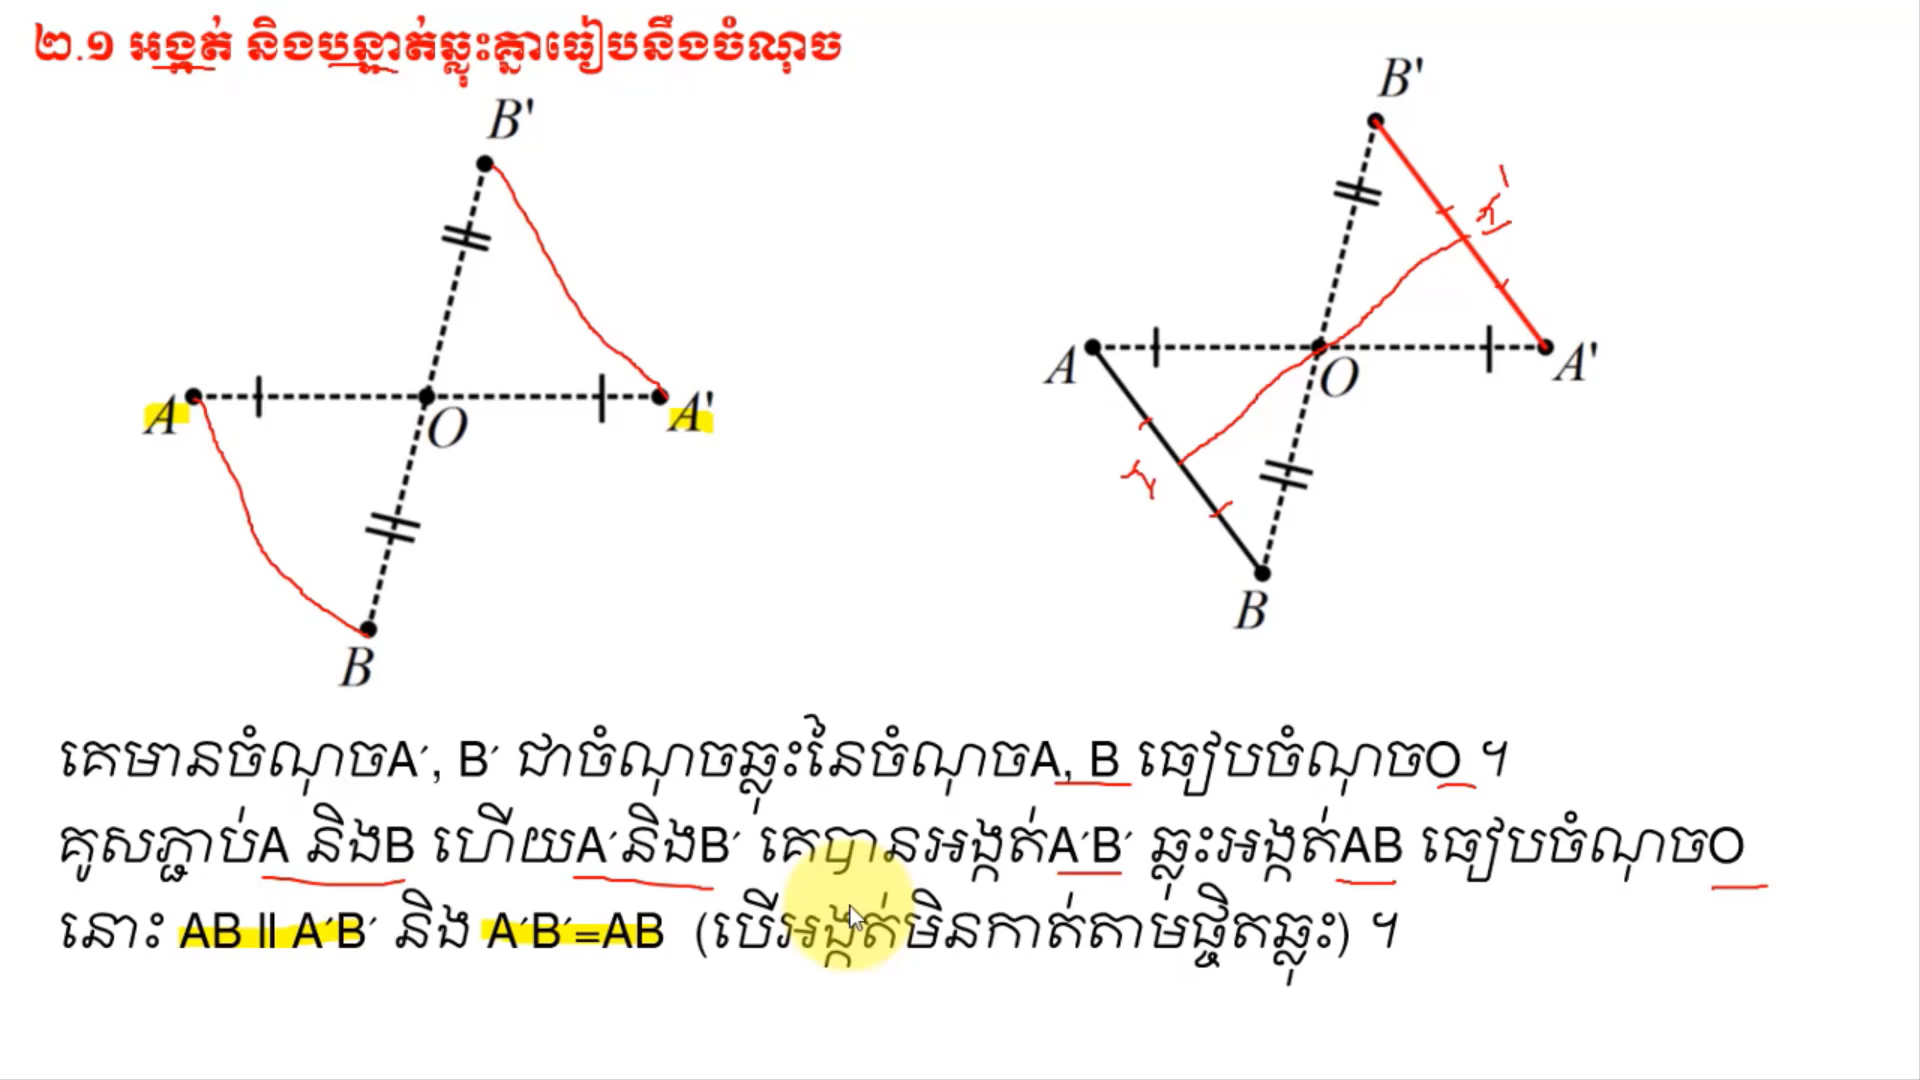 ២.១ អង្កត់ និងបន្ទាត់ឆ្លុះគ្នាធៀបនឹងចំណុច
B'
A
O
A'
B
B'
A
O
A'
B
គេមានចំណុចA′, B′ ជាចំណុចឆ្លុះនៃចំណុចA, B ធៀបចំណុចO ។
គូសភ្ជាប់A និងB ហើយA′និងB′ គេបានអង្កត់A′B′ ឆ្លុះអង្កត់AB ធៀបចំណុចO
នោះ AB ll A′B′ និង A′B′=AB (បើអង្កត់មិនកាត់តាមផ្ចិតឆ្លុះ) ។